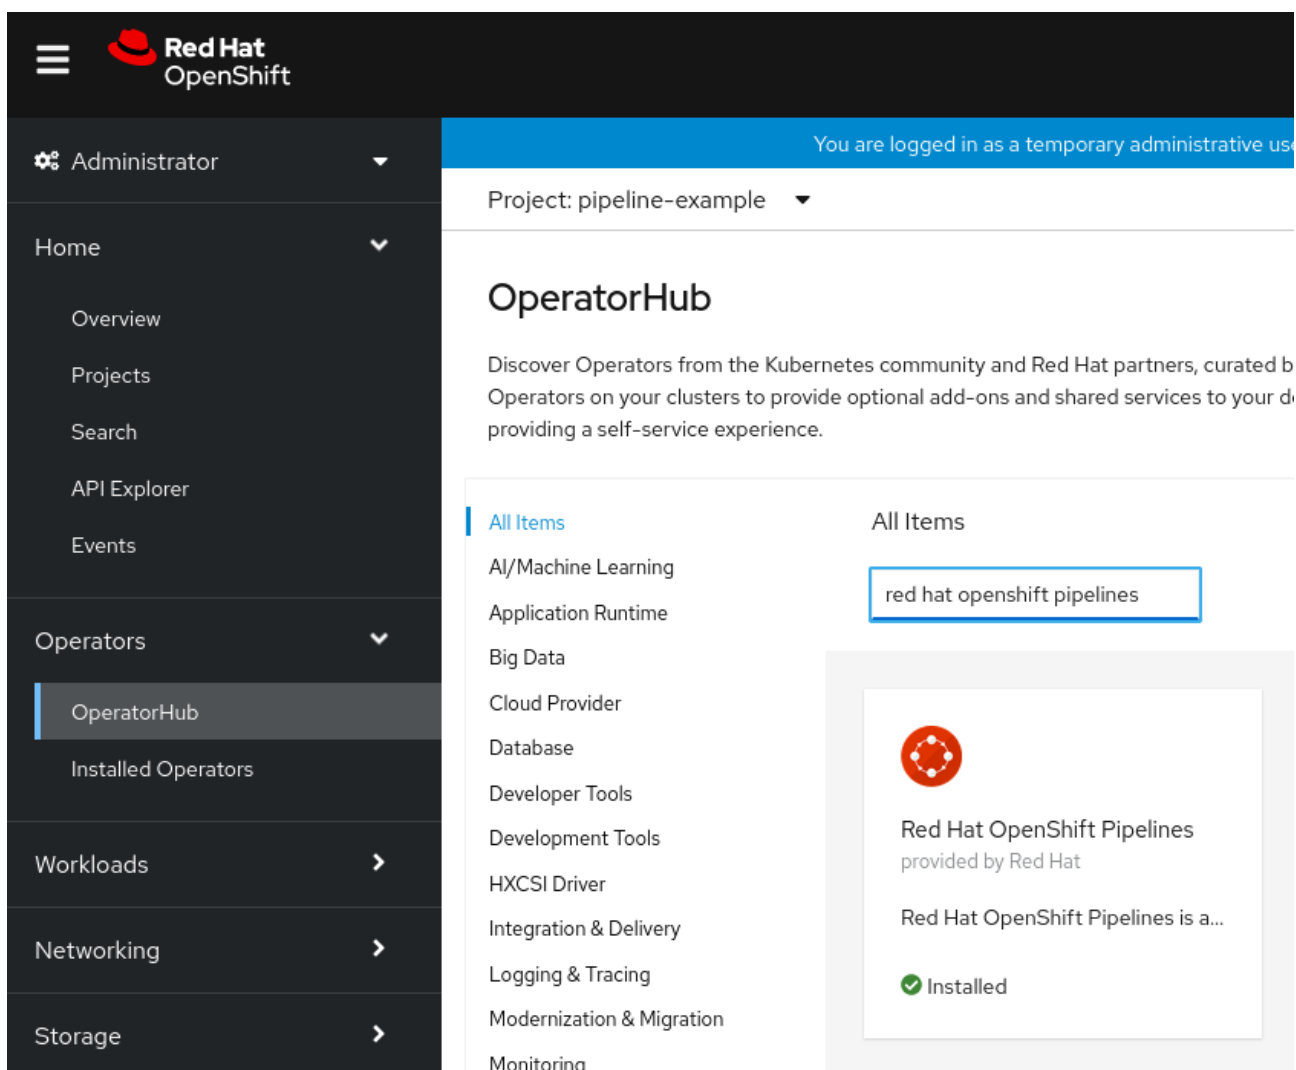 Red Hat
OpenShift
Administrator
You are logged in as a temporary administrative
Project: pipeline-example
Home
Overview
Projects
Search
API Explorer
Events
Operators
OperatorHub
Installed Operators
Workloads
Networking
Storage
OperatorHub
Discover Operators from the Kubernetes community and Red Hat partners, curated
Operators on your clusters to provide optional add-ons and shared services to your
providing a self-service experience.
All Items
AI/Machine Learning
Application Runtime
Big Data
Cloud Provider
Database
Developer Tools
Development Tools
HXCSI Driver
Integration & Delivery
Logging & Tracing
Modernization & Migration
Monitoring
All Items
red hat openshift pipelines
Red Hat OpenShift Pipelines
provided by Red Hat
Red Hat OpenShift Pipelines is a...
Installed